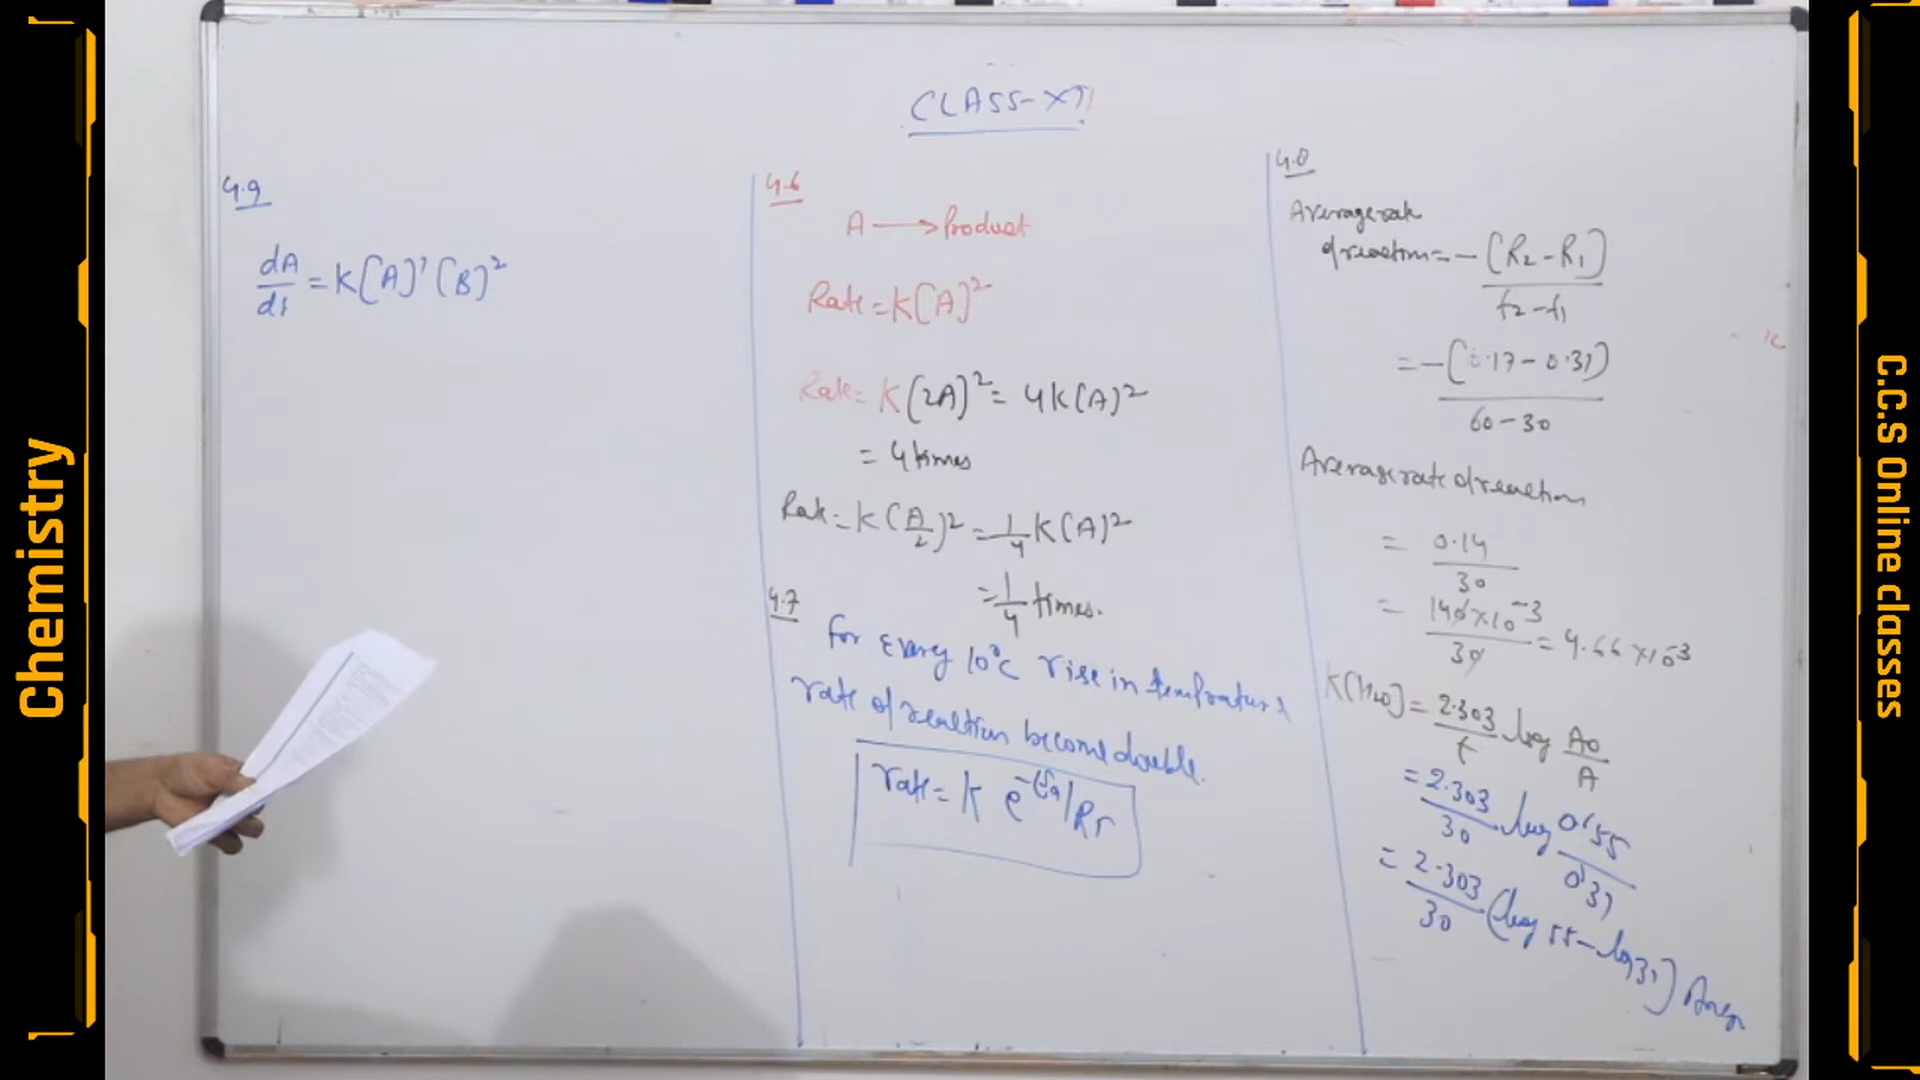 Chemistry
CLASS-XII
4.9
dA/dt = K[A]¹[B]²
4.6
A → Product
Rate = K[A]²
Rate = K(2A)² = 4K(A)²
= 4 times
Rate = K(A/2)² = 1/4 K(A)²
= 1/4 times.
4.7
For Every 10°C rise in temprature
rate of reaction become double.
rate = K e^-Ea/RT
4.8
Average rate
of reaction = -[R₂-R₁]/t₂-t₁
= -[0.17-0.31]/60-30
Average rate of reaction
= 0.14/30
= 140×10⁻³/30 = 4.66×10⁻³
K[H₂O] = 2.303/t log A0/A
= 2.303/30 log 0.55/0.31
= 2.303/30 (log 55-log 31]
C.C.S Online classes